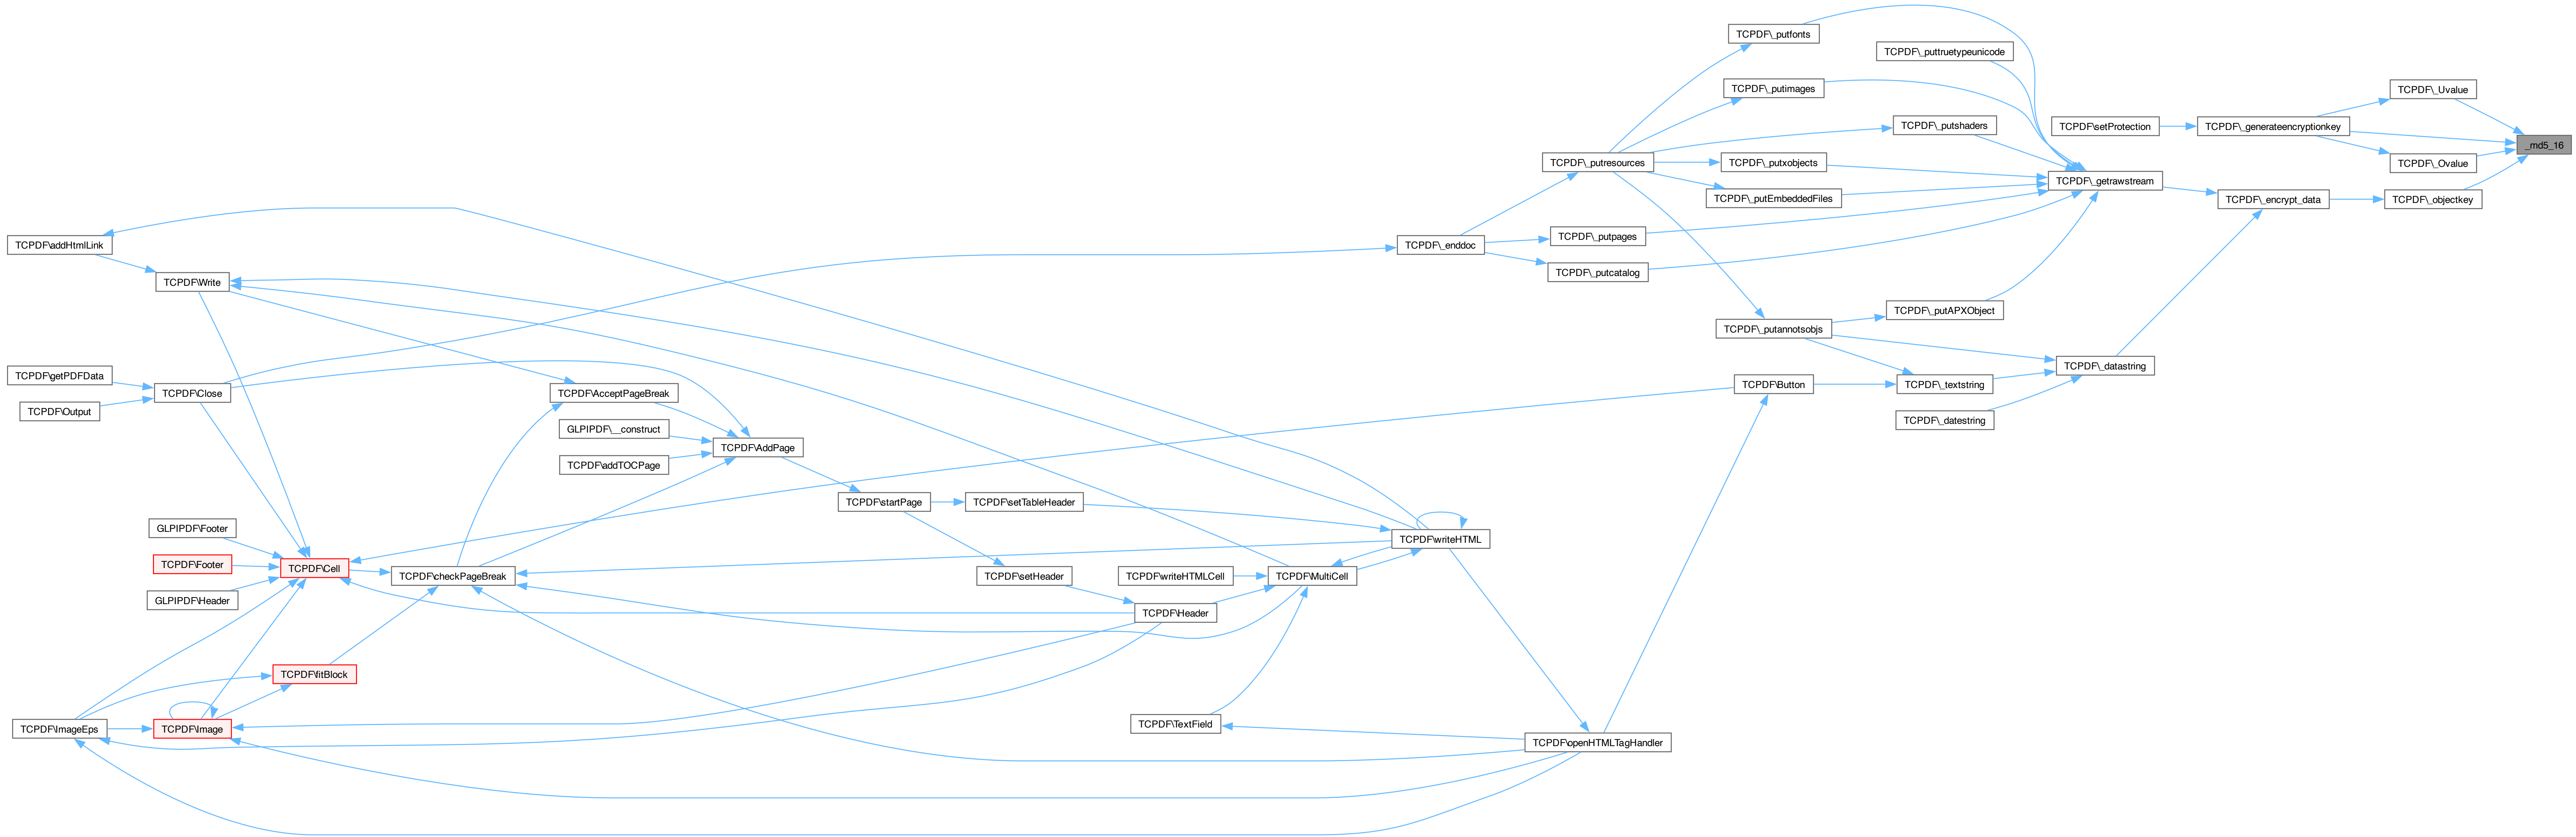 TCPDF\_putfonts
TCPDF\_puttruetypeunicode
TCPDF\_putimages
TCPDF\_Uvalue
TCPDF\_putshaders
TCPDF\setProtection
TCPDF\_generateencryptionkey
_md5_16
TCPDF\_putresources
TCPDF\_putxobjects
TCPDF\_Ovalue
TCPDF\_getrawstream
TCPDF\_putEmbeddedFiles
TCPDF\_encrypt_data
TCPDF\_objectkey
TCPDF\addHtmlLink
TCPDF\_enddoc
TCPDF\_putpages
TCPDF\_putcatalog
TCPDF\Write
TCPDF\_putAPXObject
TCPDF\_putannotsobjs
TCPDF\_datastring
TCPDF\getPDFData
TCPDF\Close
TCPDF\AcceptPageBreak
TCPDF\Button
TCPDF\_textstring
TCPDF\Output
TCPDF\_datestring
GLPIPDF\__construct
TCPDF\AddPage
TCPDF\addTOCPage
TCPDF\startPage
TCPDF\setTableHeader
GLPIPDF\Footer
TCPDF\writeHTML
TCPDF\Footer
TCPDF\Cell
TCPDF\checkPageBreak
TCPDF\setHeader
TCPDF\writeHTMLCell
TCPDF\MultiCell
GLPIPDF\Header
TCPDF\Header
TCPDF\fitBlock
TCPDF\ImageEps
TCPDF\Image
TCPDF\TextField
TCPDF\openHTMLTagHandler